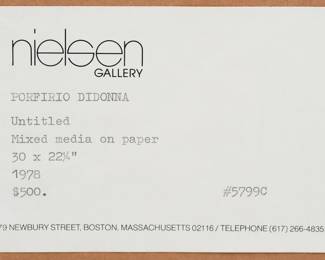 nielsen
GALLERY
PORFIRIO DIDONNA
Untitled
Mixed media on paper
30 x 22¼"
1978
$500. #5799C
79 NEWBURY STREET, BOSTON, MASSACHUSETTS 02116 / TELEPHONE (617) 266-4835